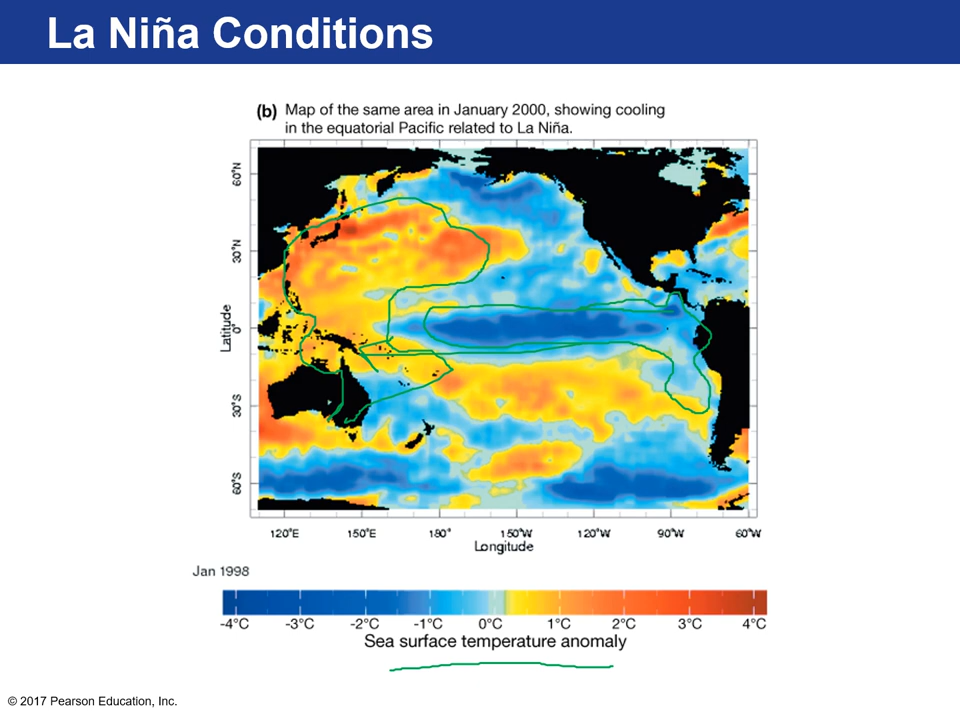 La Niña Conditions
(b) Map of the same area in January 2000, showing cooling
in the equatorial Pacific related to La Niña.
60°N
30°N
0°
30°S
60°S
Latitude
120°E 150°E 180° 150°W 120°W 90°W 60°W
Longitude
Jan 1998
-4°C -3°C -2°C -1°C 0°C 1°C 2°C 3°C 4°C
Sea surface temperature anomaly
© 2017 Pearson Education, Inc.